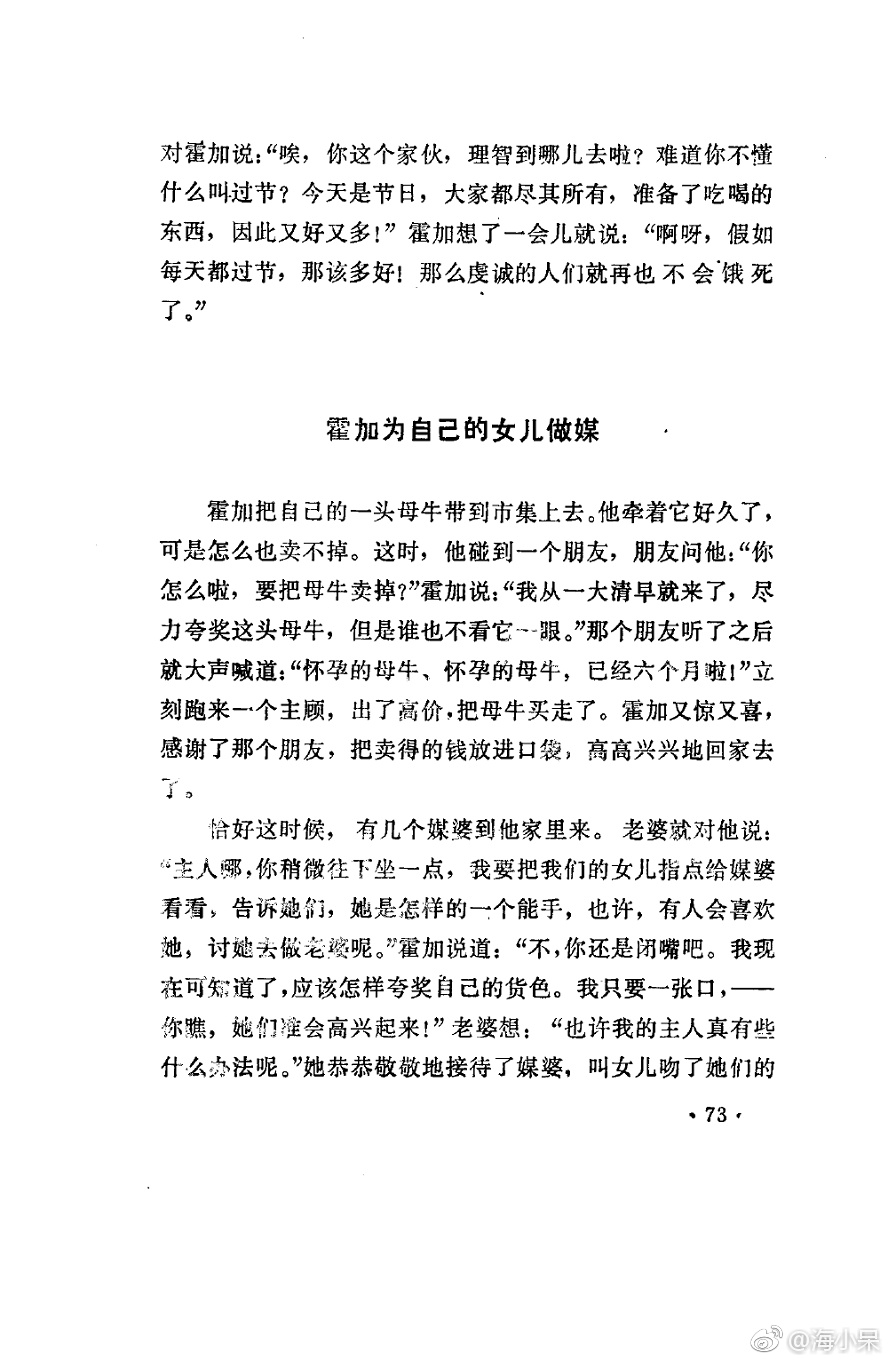 对霍加说：“唉，你这个家伙，理智到哪儿去啦？难道你不懂
什么叫过节？今天是节日，大家都尽其所有，准备了吃喝的
东西，因此又好又多！”霍加想了一会儿就说：“啊呀，假如
每天都过节，那该多好！那么虔诚的人们就再也不会饿死
了。”
霍加为自己的女儿做媒
霍加把自己的一头母牛带到市集上去。他牵着它好久了，
可是怎么也卖不掉。这时，他碰到一个朋友，朋友问他：“你
怎么啦，要把母牛卖掉？”霍加说：“我从一大清早就来了，尽
力夸奖这头母牛，但是谁也不看它一眼。”那个朋友听了之后
就大声喊道：“怀孕的母牛、怀孕的母牛，已经六个月啦！”立
刻跑来一个主顾，出了高价，把母牛买走了。霍加又惊又喜，
感谢了那个朋友，把卖得的钱放进口袋，高高兴兴地回家去
了。
恰好这时候，有几个媒婆到他家里来。老婆就对他说：
“主人哪，你稍微往下坐一点，我要把我们的女儿指点给媒婆
看看，告诉她们，她是怎样的一个能手，也许，有人会喜欢
她，讨她去做老婆呢。”霍加说道：“不，你还是闭嘴吧。我现
在可知道了，应该怎样夸奖自己的货色。我只要一张口，——
你瞧，她们准会高兴起来！”老婆想：“也许我的主人真有些
什么办法呢。”她恭恭敬敬地接待了媒婆，叫女儿吻了她们的
·73·
@海小呆